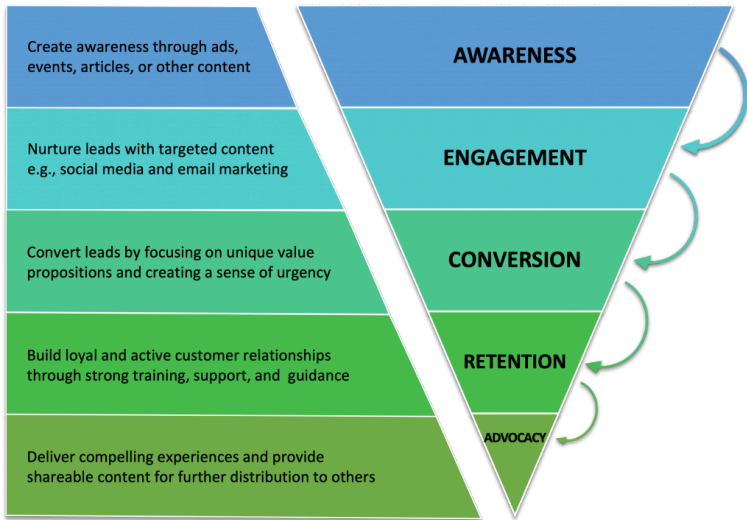 Create awareness through ads,
events, articles, or other content
AWARENESS
Nurture leads with targeted content
e.g., social media and email marketing
ENGAGEMENT
Convert leads by focusing on unique value
propositions and creating a sense of urgency
CONVERSION
Build loyal and active customer relationships
through strong training, support, and guidance
RETENTION
Deliver compelling experiences and provide
shareable content for further distribution to others
ADVOCACY